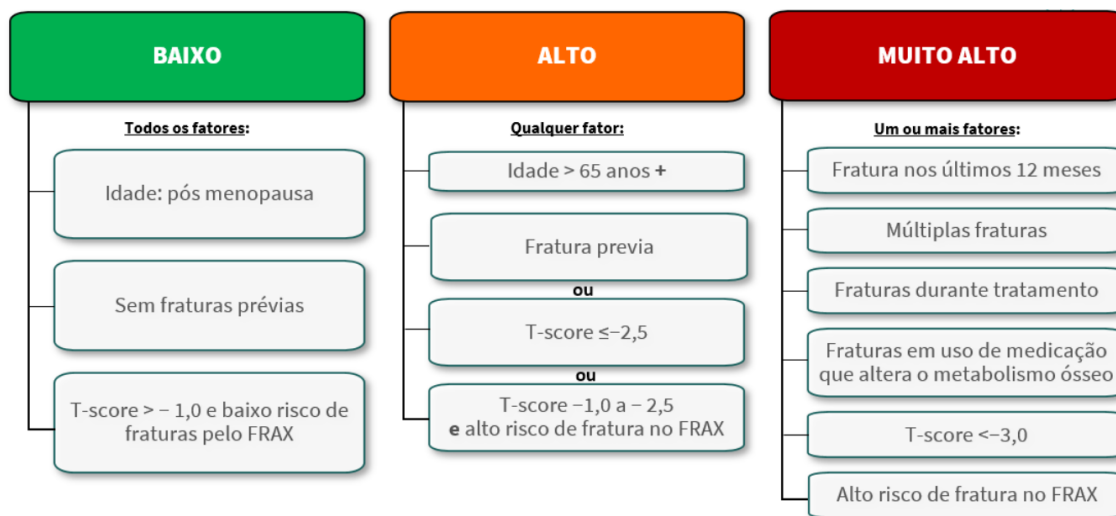 BAIXO
Todos os fatores:
Idade: pós menopausa
Sem fraturas prévias
T-score > − 1,0 e baixo risco de
fraturas pelo FRAX
ALTO
Qualquer fator:
Idade > 65 anos +
Fratura previa
ou
T-score ≤−2,5
ou
T-score −1,0 a − 2,5
e alto risco de fratura no FRAX
MUITO ALTO
Um ou mais fatores:
Fratura nos últimos 12 meses
Múltiplas fraturas
Fraturas durante tratamento
Fraturas em uso de medicação
que altera o metabolismo ósseo
T-score <−3,0
Alto risco de fratura no FRAX